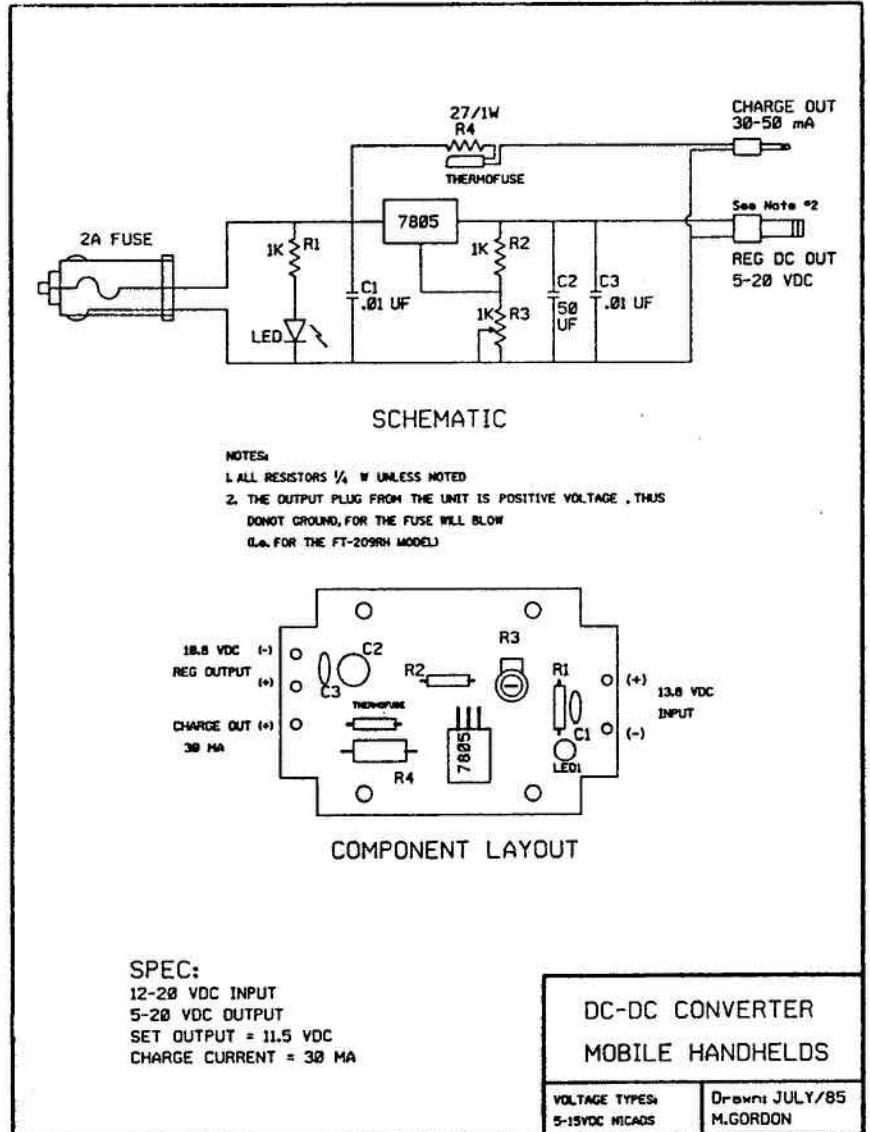 27/1W
R4
THERMOFUSE
CHARGE OUT
30-50 mA
See Note #2
REG DC OUT
5-20 VDC
2A FUSE
7805
1K R1
LED
C1
.01 UF
1K R2
1K R3
C2
50
UF
C3
.01 UF
SCHEMATIC
NOTES:
1. ALL RESISTORS 1/4 W UNLESS NOTED
2. THE OUTPUT PLUG FROM THE UNIT IS POSITIVE VOLTAGE , THUS
DONOT GROUND, FOR THE FUSE WILL BLOW
(i.e. FOR THE FT-209RH MODEL)
VDC (-)
REG OUTPUT
(+)
CHARGE OUT (+)
30 MA
C2
C3
THERMOFUSE
R4
R2
7805
R3
R1
C1
LED1
(+)
13.8 VDC
INPUT
(-)
COMPONENT LAYOUT
SPEC:
12-20 VDC INPUT
5-20 VDC OUTPUT
SET OUTPUT = 11.5 VDC
CHARGE CURRENT = 30 MA
DC-DC CONVERTER
MOBILE HANDHELDS
VOLTAGE TYPES:
5-15VDC NICADS
Drawn: JULY/85
M.GORDON